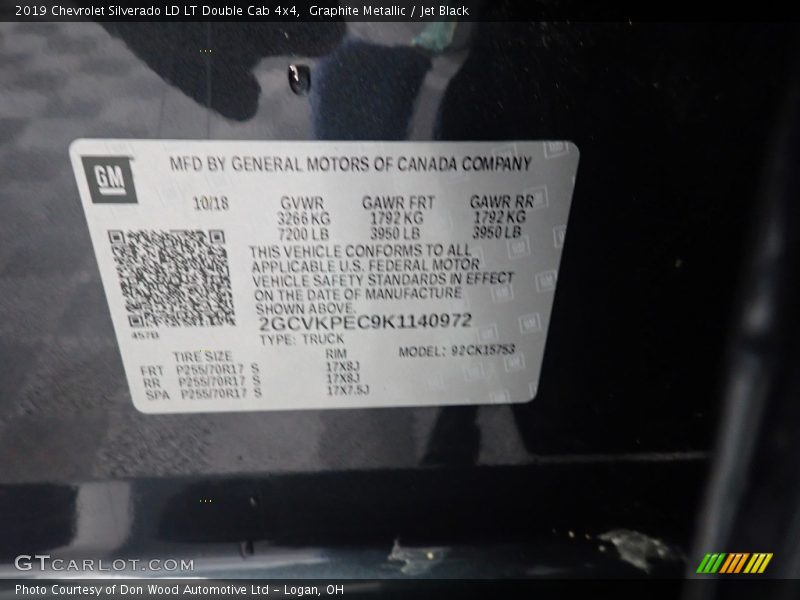 2019 Chevrolet Silverado LD LT Double Cab 4x4,  Graphite Metallic / Jet Black
GM
MFD BY GENERAL MOTORS OF CANADA COMPANY
10/18 GVWR GAWR FRT GAWR RR
3266 KG 1792 KG 1792 KG
7200 LB 3950 LB 3950 LB
THIS VEHICLE CONFORMS TO ALL
APPLICABLE U.S. FEDERAL MOTOR
VEHICLE SAFETY STANDARDS IN EFFECT
ON THE DATE OF MANUFACTURE
SHOWN ABOVE.
457B
2GCVKPEC9K1140972
TYPE: TRUCK
TIRE SIZE RIM MODEL: 92CK15753
FRT P255/70R17 S 17X8J
RR P255/70R17 S 17X8J
SPA P255/70R17 S 17X7.5J
GTCARLOT.COM
Photo Courtesy of Don Wood Automotive Ltd - Logan, OH